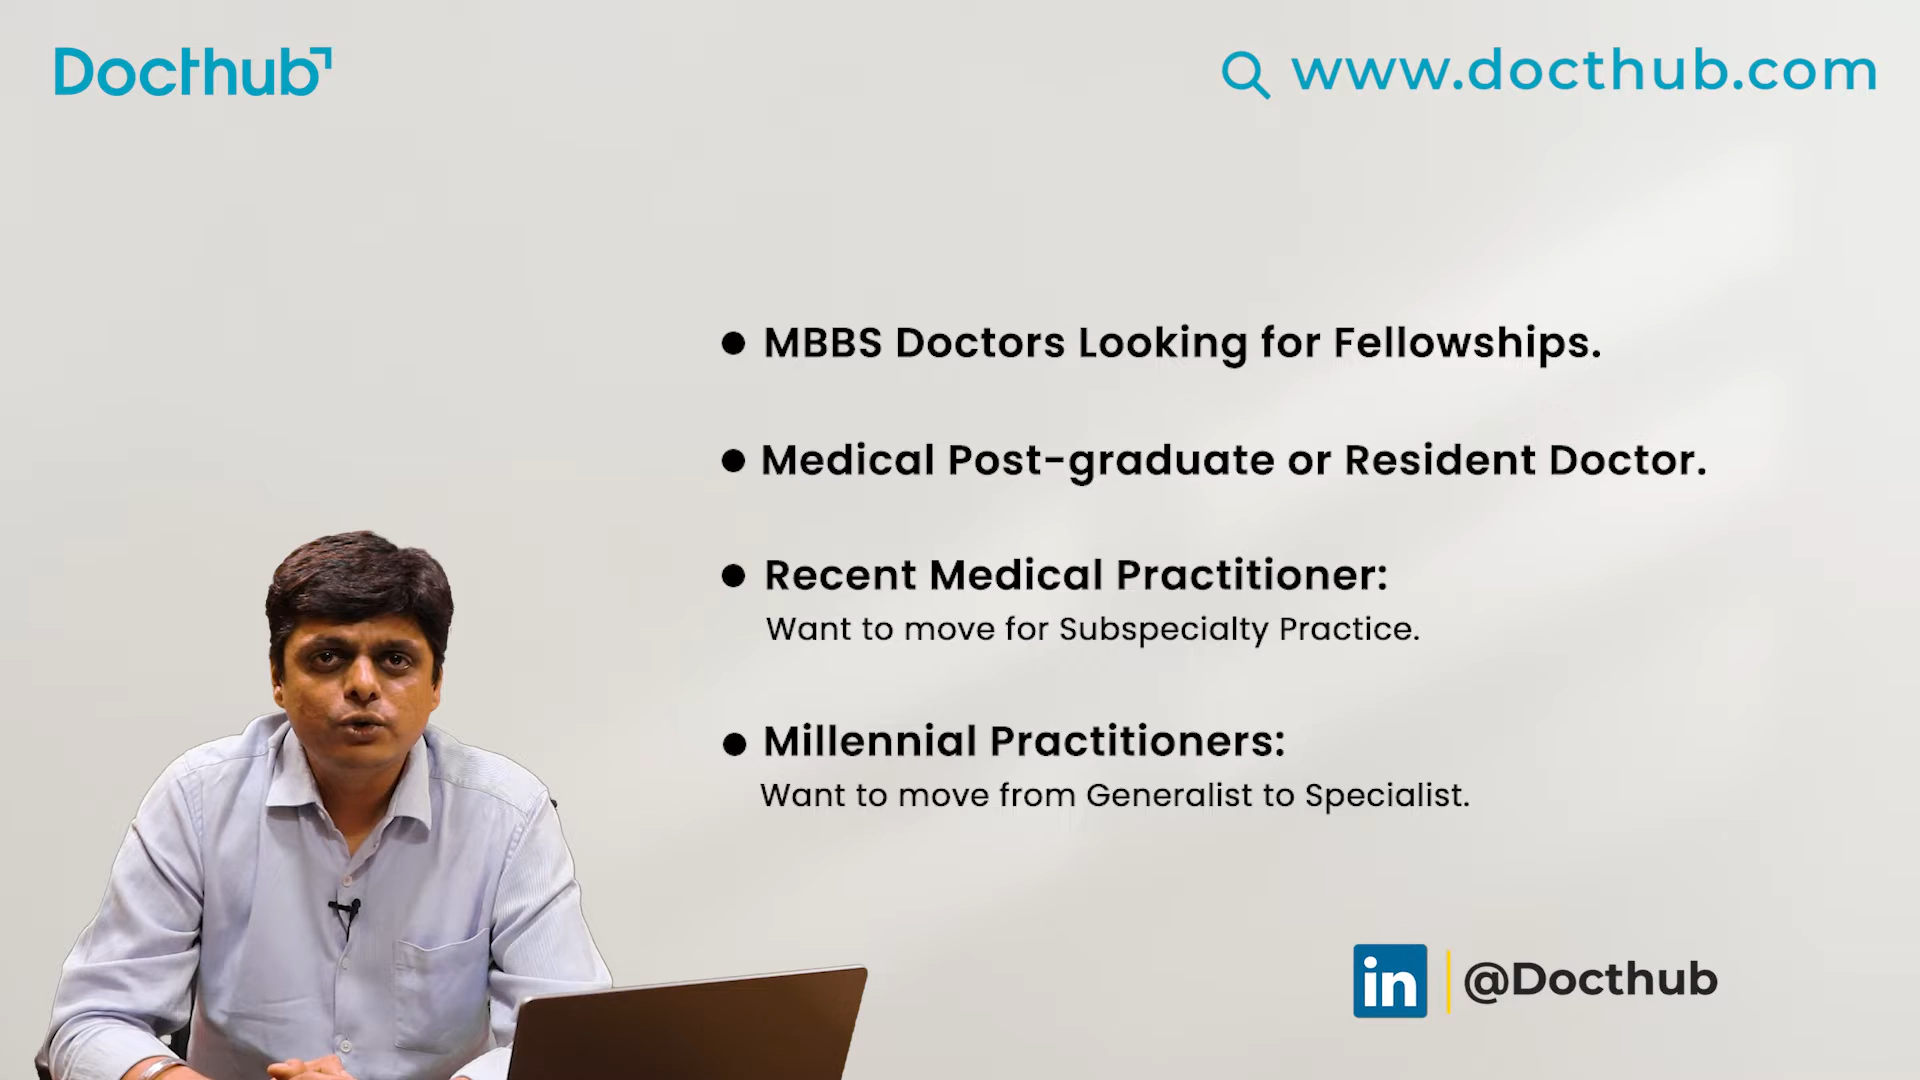 Docthub
www.docthub.com
• MBBS Doctors Looking for Fellowships.
• Medical Post-graduate or Resident Doctor.
• Recent Medical Practitioner:
Want to move for Subspecialty Practice.
• Millennial Practitioners:
Want to move from Generalist to Specialist.
in | @Docthub